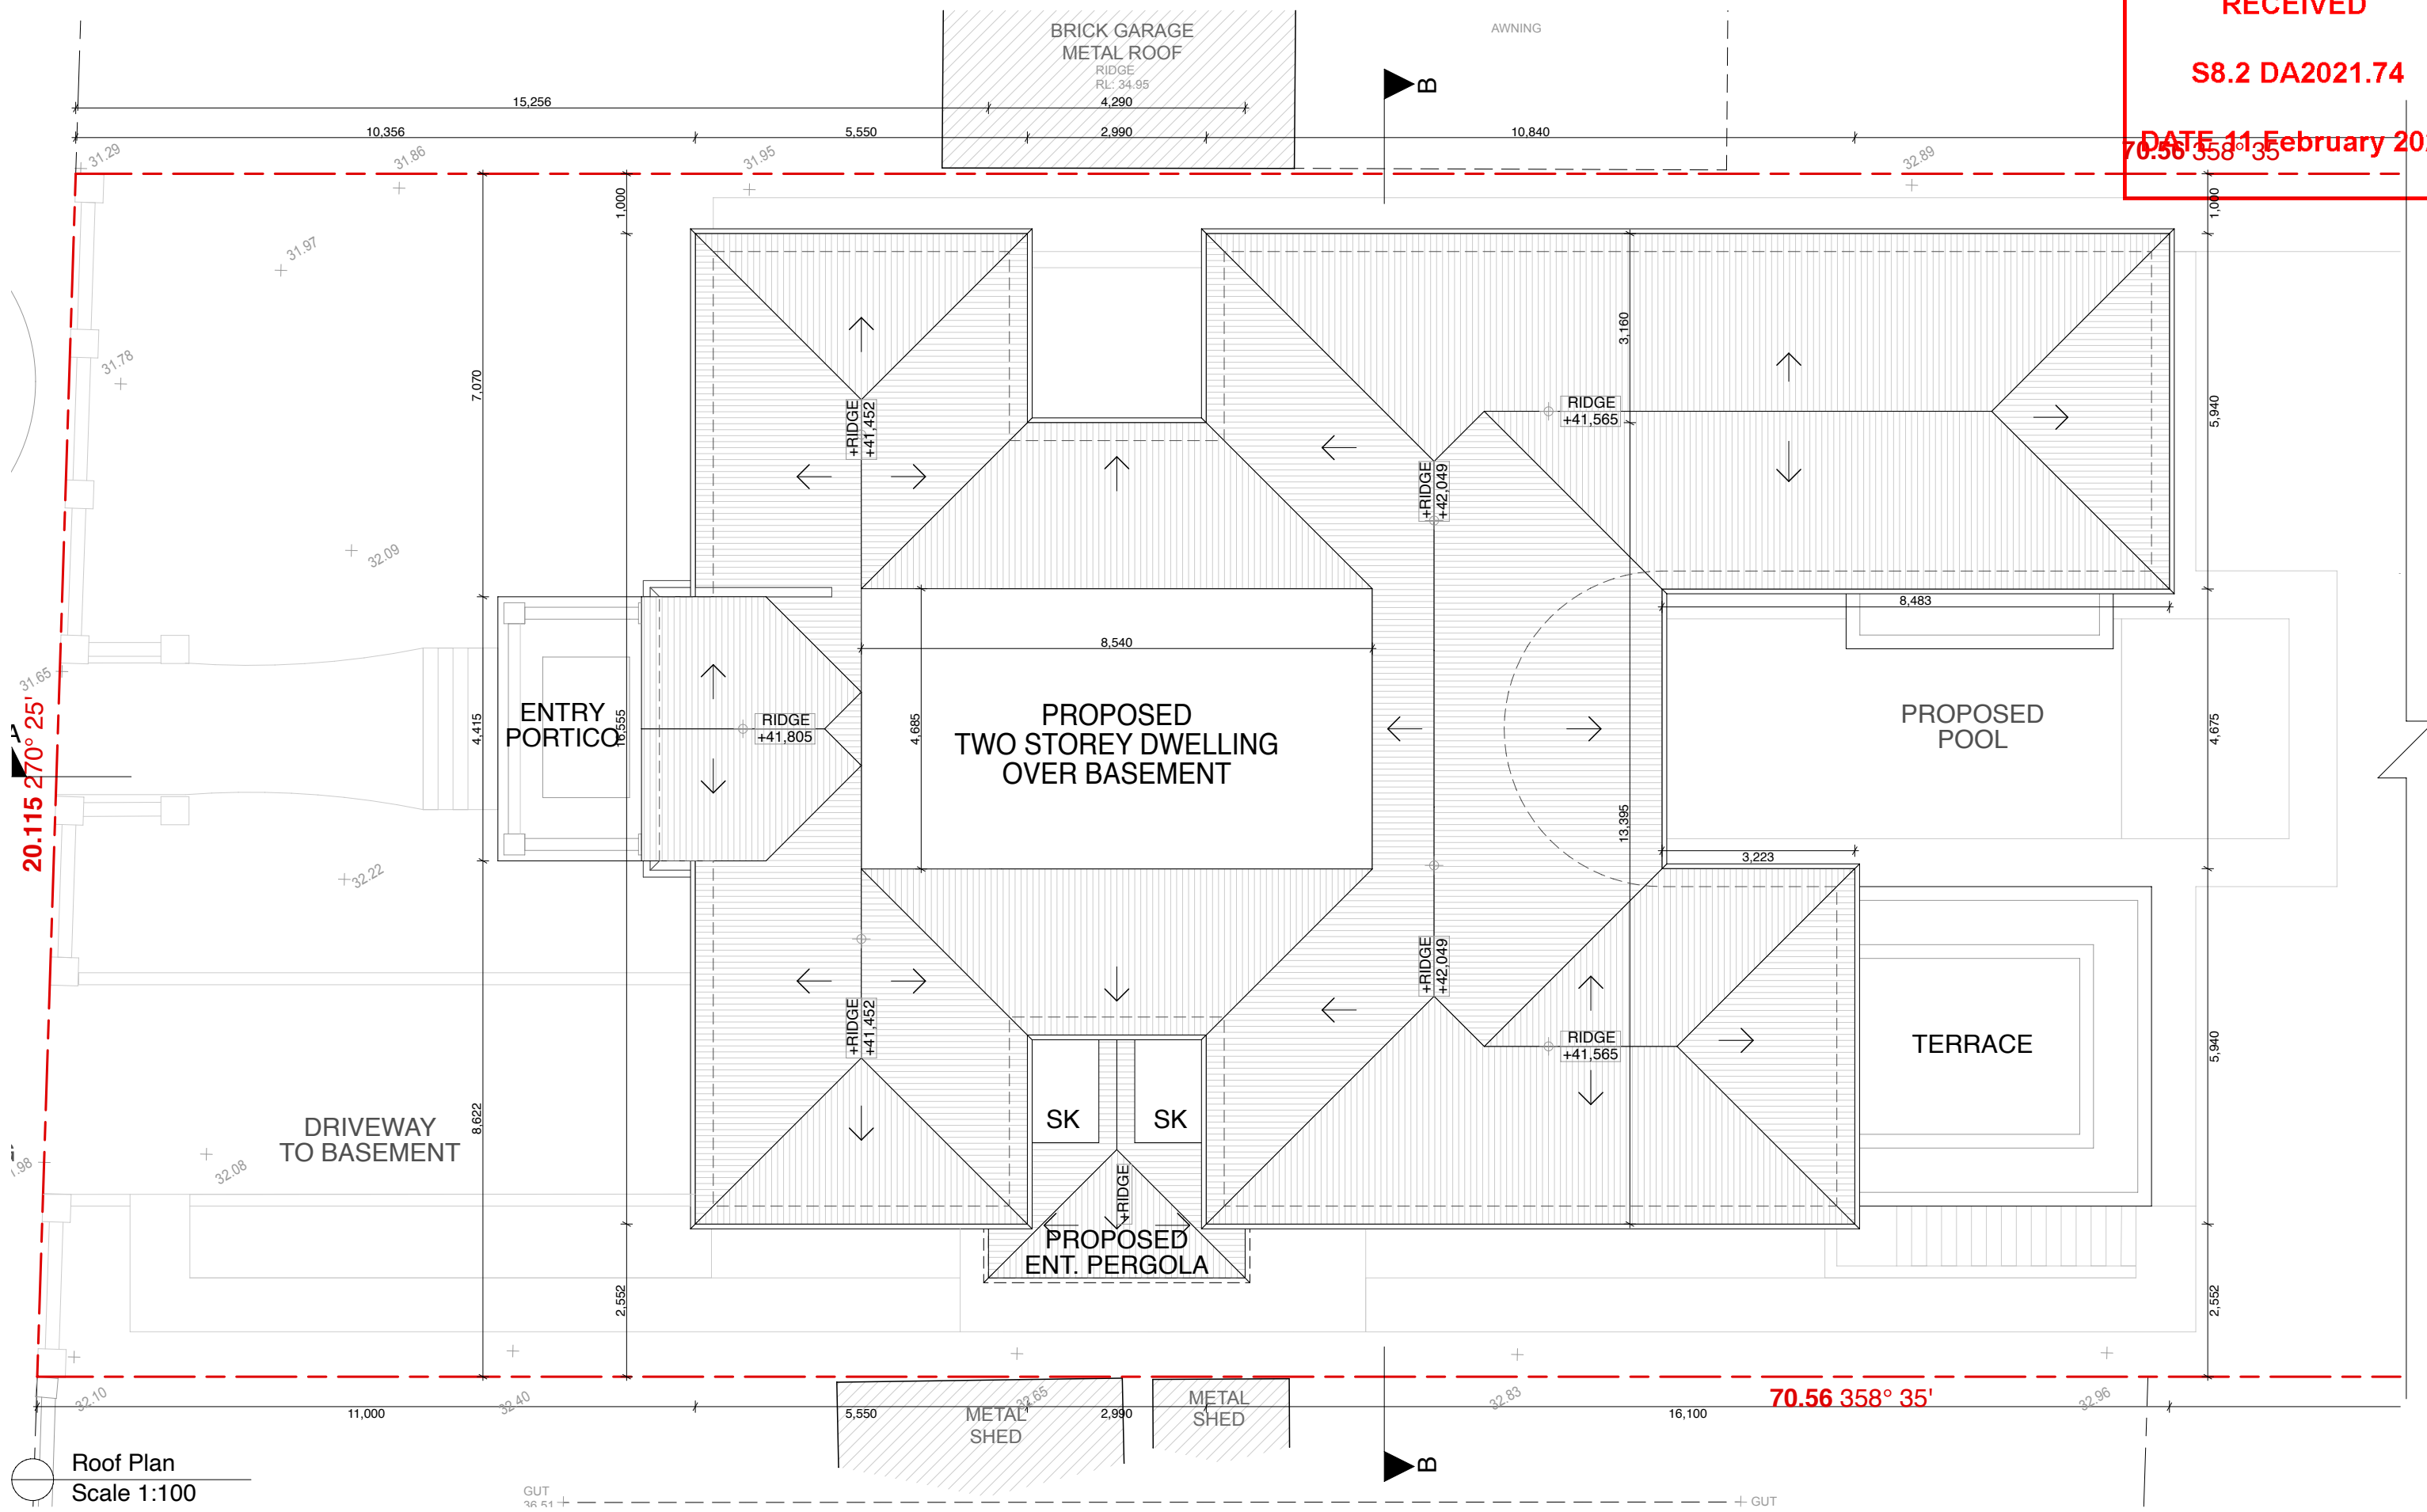 RECEIVED
S8.2 DA2021.74
DATE 11 February 202
70.56 358° 35'
BRICK GARAGE
METAL ROOF
RIDGE
RL: 34.95
AWNING
B
15,256
4,290
10,356
5,550
2,990
10,840
31.29
31.86
31.95
32.89
1,000
1,000
31.97
31.78
32.09
7,070
3,160
+RIDGE
+41,452
RIDGE
+41,565
5,940
+RIDGE
+42,049
8,483
8,540
31.65
20.115 270° 25'
A
ENTRY
PORTICO
4,415
16,555
RIDGE
+41,805
4,685
PROPOSED
TWO STOREY DWELLING
OVER BASEMENT
PROPOSED
POOL
4,675
13,395
3,223
32.22
+RIDGE
+41,452
+RIDGE
+42,049
RIDGE
+41,565
TERRACE
5,940
DRIVEWAY
TO BASEMENT
8,622
SK
SK
+RIDGE
1.98
32.08
PROPOSED
ENT. PERGOLA
2,552
2,552
32.10
32.40
32.65
32.83
32.96
70.56 358° 35'
11,000
5,550
2,990
16,100
METAL
SHED
METAL
SHED
B
Roof Plan
Scale 1:100
GUT
36.51
GUT